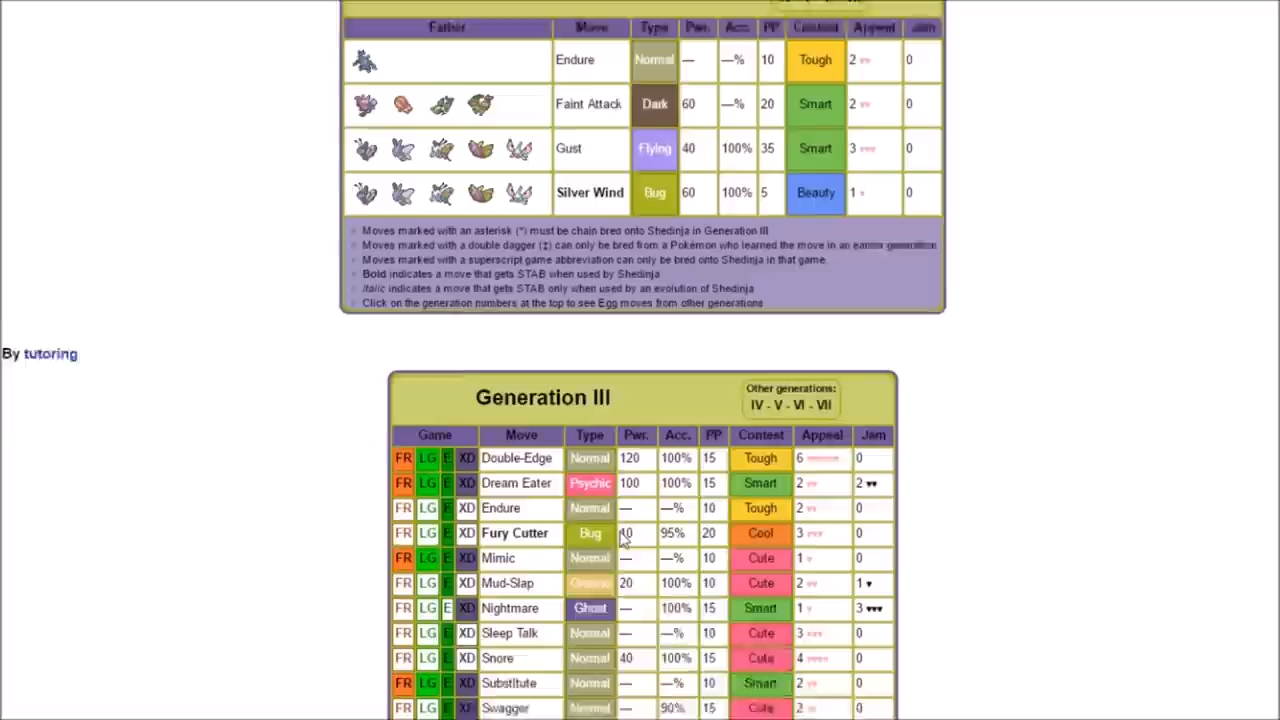 Father Move Type Pwr. Acc. PP Contest Appeal Jam
Endure Normal — —% 10 Tough 2 0
Faint Attack Dark 60 —% 20 Smart 2 0
Gust Flying 40 100% 35 Smart 3 0
Silver Wind Bug 60 100% 5 Beauty 1 0
Moves marked with an asterisk (*) must be chain bred onto Shedinja in Generation III
Moves marked with a double dagger (‡) can only be bred from a Pokémon who learned the move in an earlier generation
Moves marked with a superscript game abbreviation can only be bred onto Shedinja in that game.
Bold indicates a move that gets STAB when used by Shedinja
Italic indicates a move that gets STAB only when used by an evolution of Shedinja
Click on the generation numbers at the top to see Egg moves from other generations
By tutoring
Generation III
Other generations:
IV - V - VI - VII
Game Move Type Pwr. Acc. PP Contest Appeal Jam
FR LG E XD Double-Edge Normal 120 100% 15 Tough 6 0
FR LG E XD Dream Eater Psychic 100 100% 15 Smart 2 2
FR LG E XD Endure Normal — —% 10 Tough 2 0
FR LG E XD Fury Cutter Bug 10 95% 20 Cool 3 0
FR LG E XD Mimic Normal — —% 10 Cute 1 0
FR LG E XD Mud-Slap Ground 20 100% 10 Cute 2 1
FR LG E XD Nightmare Ghost — 100% 15 Smart 1 3
FR LG E XD Sleep Talk Normal — —% 10 Cute 3 0
FR LG E XD Snore Normal 40 100% 15 Cute 4 0
FR LG E XD Substitute Normal — —% 10 Smart 2 0
FR LG E XD Swagger Normal — 90% 15 Cute 2 0